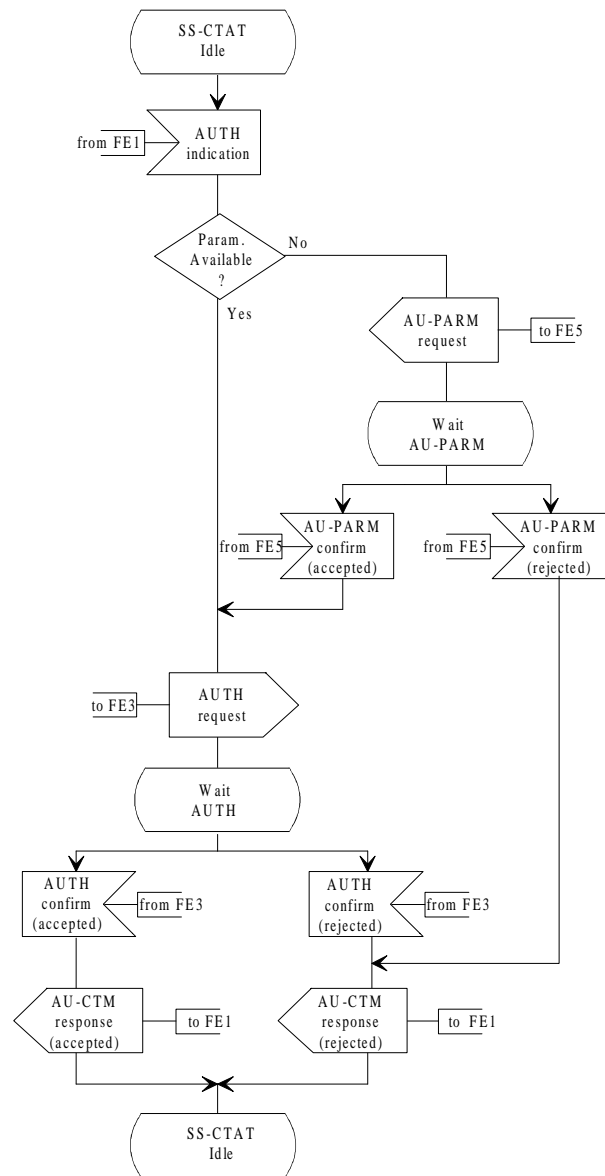 SS-CTAT
Idle
from FE1
AUTH
indication
Param.
Available
?
No
Yes
AU-PARM
request
to FE5
Wait
AU-PARM
from FE5
AU-PARM
confirm
(accepted)
from FE5
AU-PARM
confirm
(rejected)
to FE3
AUTH
request
Wait
AUTH
AUTH
confirm
(accepted)
from FE3
AUTH
confirm
(rejected)
from FE3
AU-CTM
response
(accepted)
to FE1
AU-CTM
response
(rejected)
to FE1
SS-CTAT
Idle